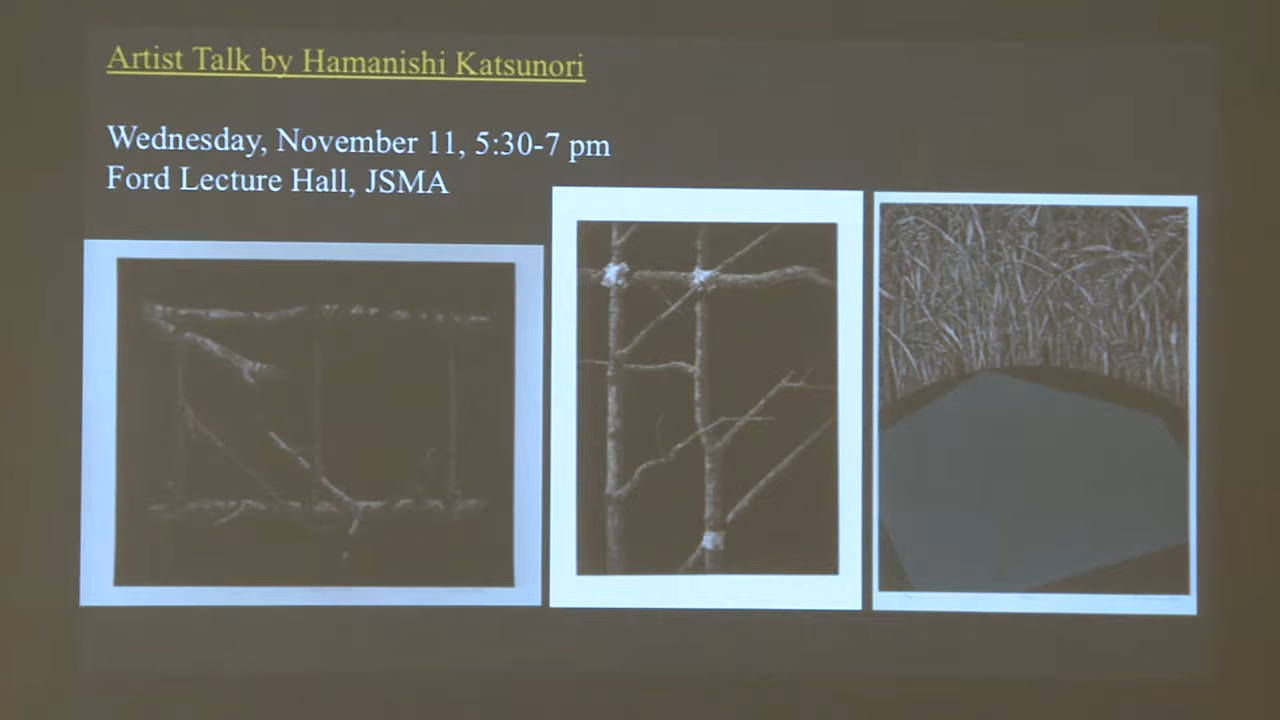 Artist Talk by Hamanishi Katsunori
Wednesday, November 11, 5:30-7 pm
Ford Lecture Hall, JSMA